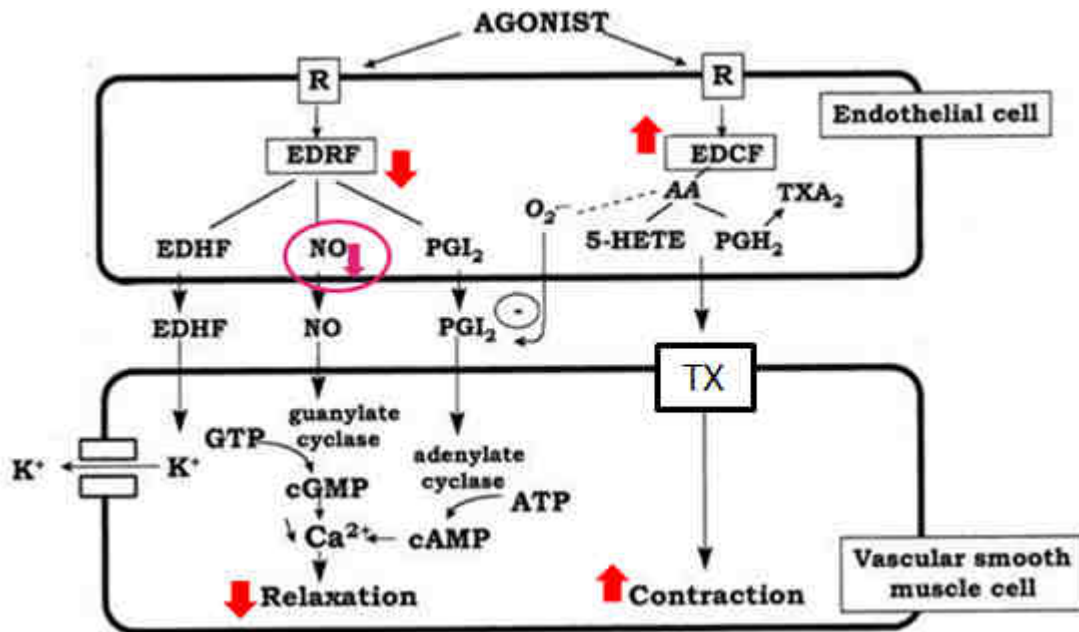 AGONIST
R
R
Endothelial cell
EDRF
EDCF
AA
TXA₂
O₂⁻
5-HETE
PGH₂
EDHF
NO
PGI₂
-
EDHF
NO
PGI₂
TX
guanylate
cyclase
GTP
adenylate
cyclase
K⁺
K⁺
cGMP
ATP
Ca²⁺
cAMP
Vascular smooth
muscle cell
Relaxation
Contraction